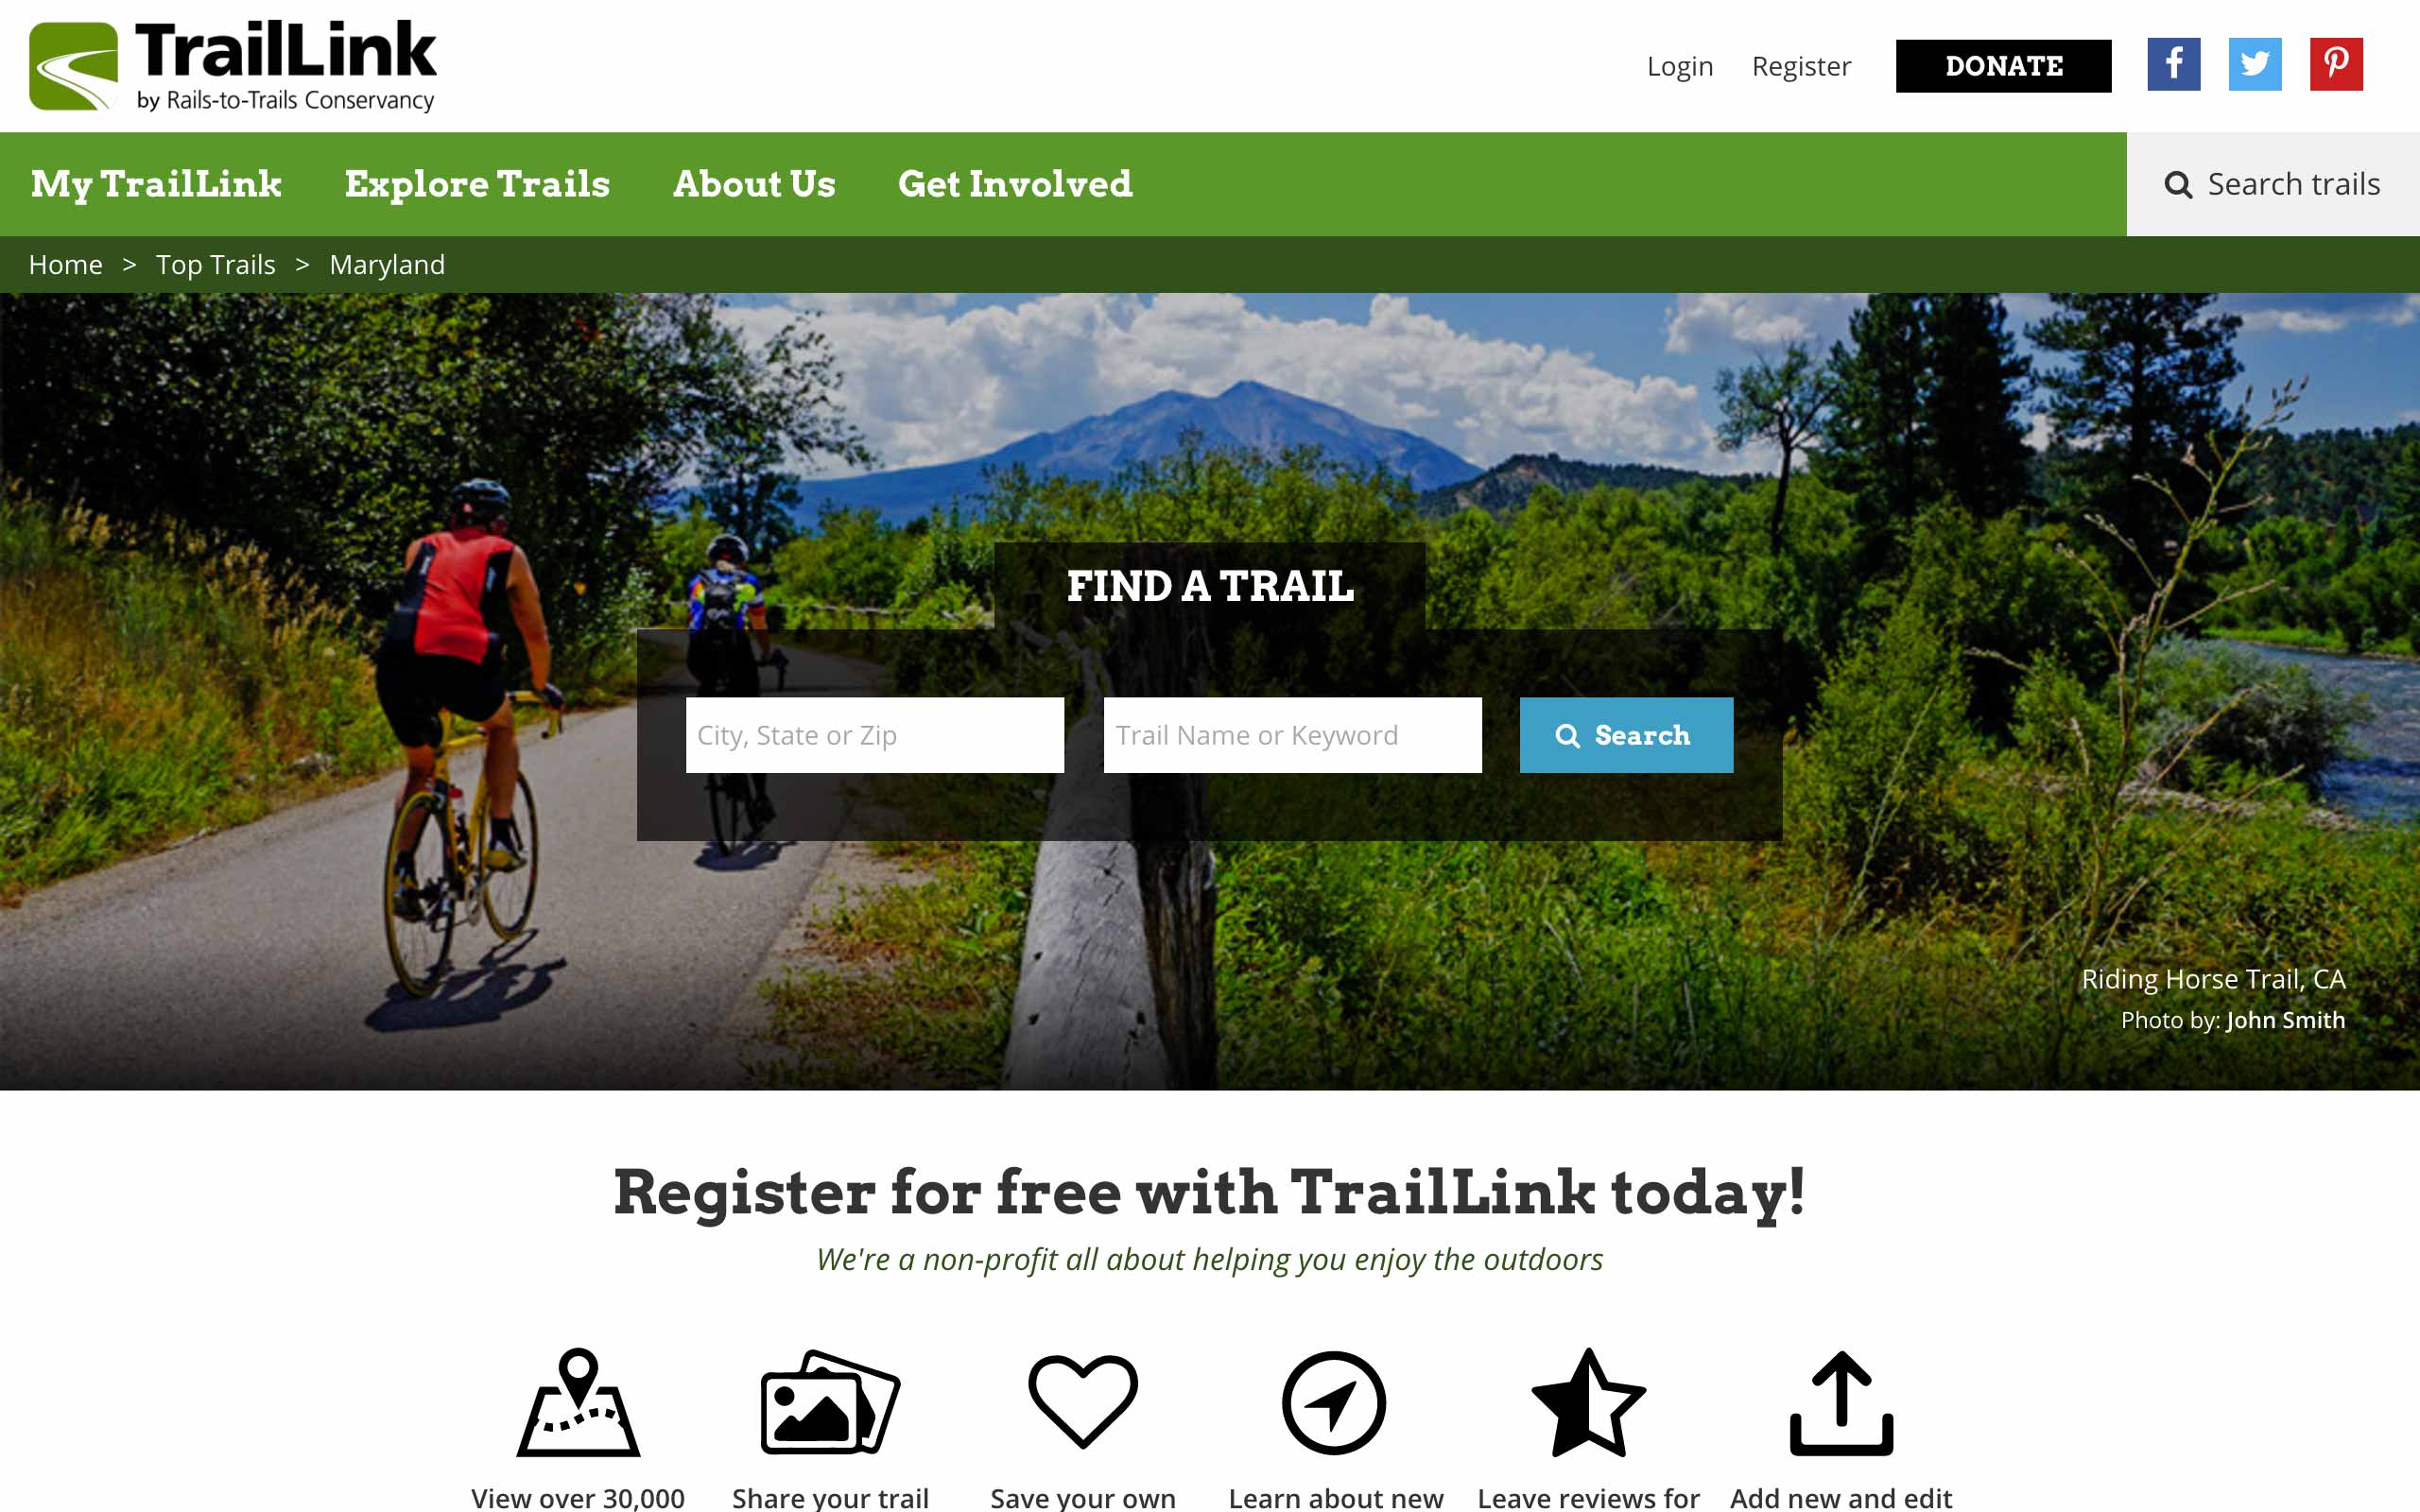 TrailLink
by Rails-to-Trails Conservancy
Login Register DONATE
My TrailLink Explore Trails About Us Get Involved Search trails
Home > Top Trails > Maryland
FIND A TRAIL
City, State or Zip Trail Name or Keyword Search
Riding Horse Trail, CA
Photo by: John Smith
Register for free with TrailLink today!
We're a non-profit all about helping you enjoy the outdoors
View over 30,000 Share your trail Save your own Learn about new Leave reviews for Add new and edit